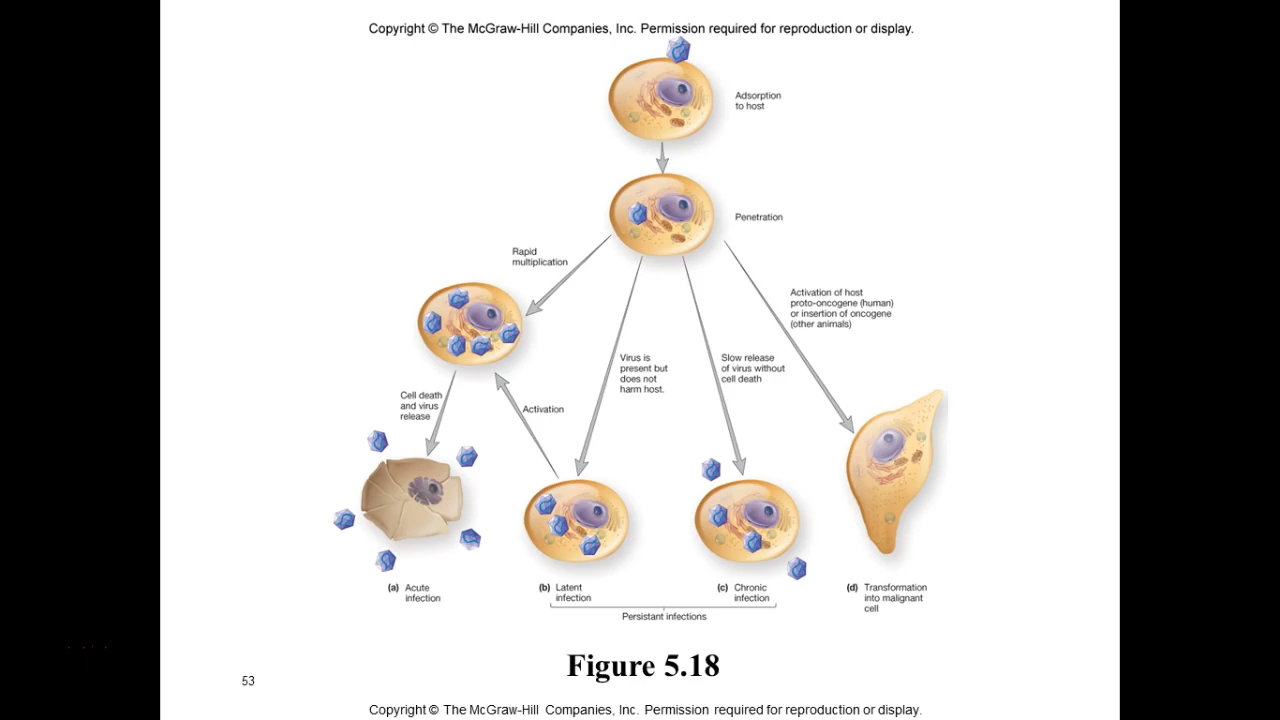 Copyright © The McGraw-Hill Companies, Inc. Permission required for reproduction or display.
Adsorption
to host
Penetration
Rapid
multiplication
Activation of host
proto-oncogene (human)
or insertion of oncogene
(other animals)
Virus is
present but
does not
harm host.
Slow release
of virus without
cell death
Cell death
and virus
release
Activation
(a) Acute
infection
(b) Latent
infection
(c) Chronic
infection
(d) Transformation
into malignant
cell
Persistant infections
Figure 5.18
53
Copyright © The McGraw-Hill Companies, Inc. Permission required for reproduction or display.